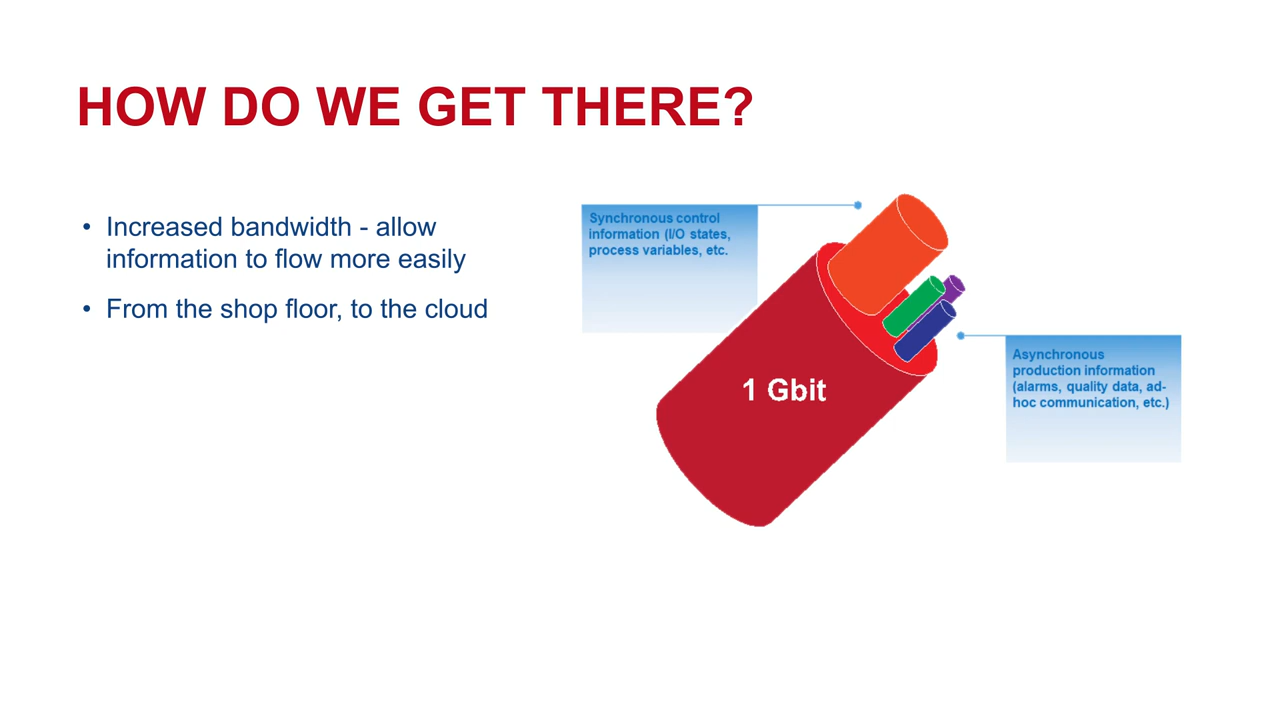 HOW DO WE GET THERE?
• Increased bandwidth - allow
information to flow more easily
• From the shop floor, to the cloud
Synchronous control
information (I/O states,
process variables, etc.
1 Gbit
Asynchronous
production information
(alarms, quality data, ad-
hoc communication, etc.)